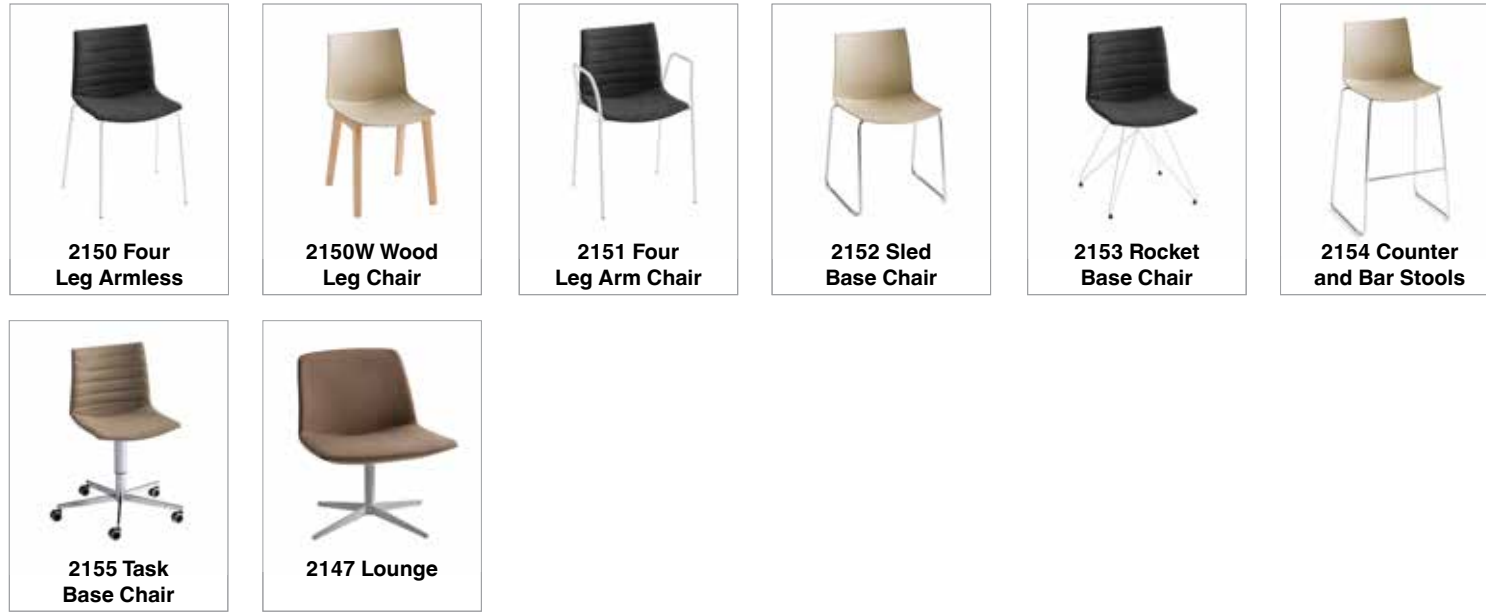 2150 Four
Leg Armless
2150W Wood
Leg Chair
2151 Four
Leg Arm Chair
2152 Sled
Base Chair
2153 Rocket
Base Chair
2154 Counter
and Bar Stools
2155 Task
Base Chair
2147 Lounge